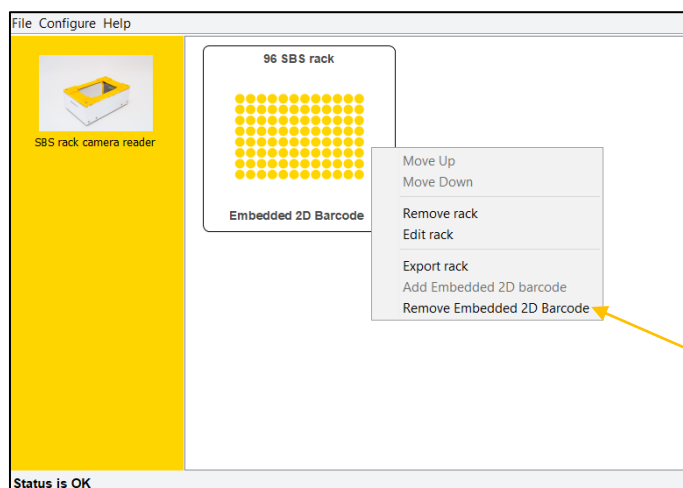 File Configure Help
SBS rack camera reader
96 SBS rack
Embedded 2D Barcode
Move Up
Move Down
Remove rack
Edit rack
Export rack
Add Embedded 2D barcode
Remove Embedded 2D Barcode
Status is OK